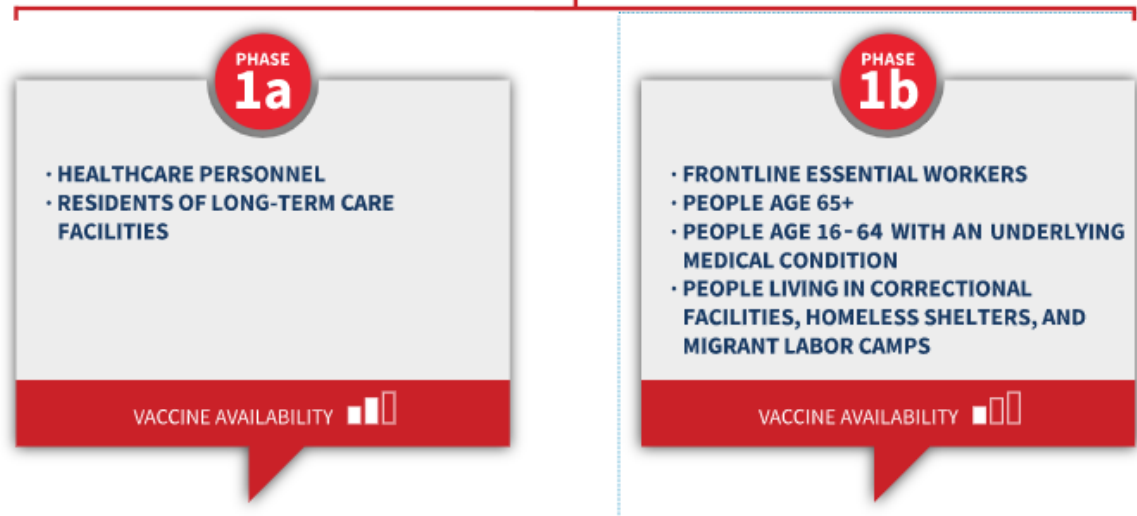 PHASE
1a
· HEALTHCARE PERSONNEL
· RESIDENTS OF LONG-TERM CARE
FACILITIES
VACCINE AVAILABILITY
PHASE
1b
· FRONTLINE ESSENTIAL WORKERS
· PEOPLE AGE 65+
· PEOPLE AGE 16-64 WITH AN UNDERLYING
MEDICAL CONDITION
· PEOPLE LIVING IN CORRECTIONAL
FACILITIES, HOMELESS SHELTERS, AND
MIGRANT LABOR CAMPS
VACCINE AVAILABILITY